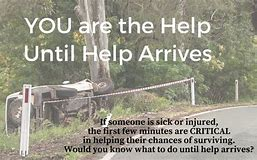 YOU are the Help
Until Help Arrives
If someone is sick or injured,
the first few minutes are CRITICAL
in helping their chances of surviving.
Would you know what to do until help arrives?